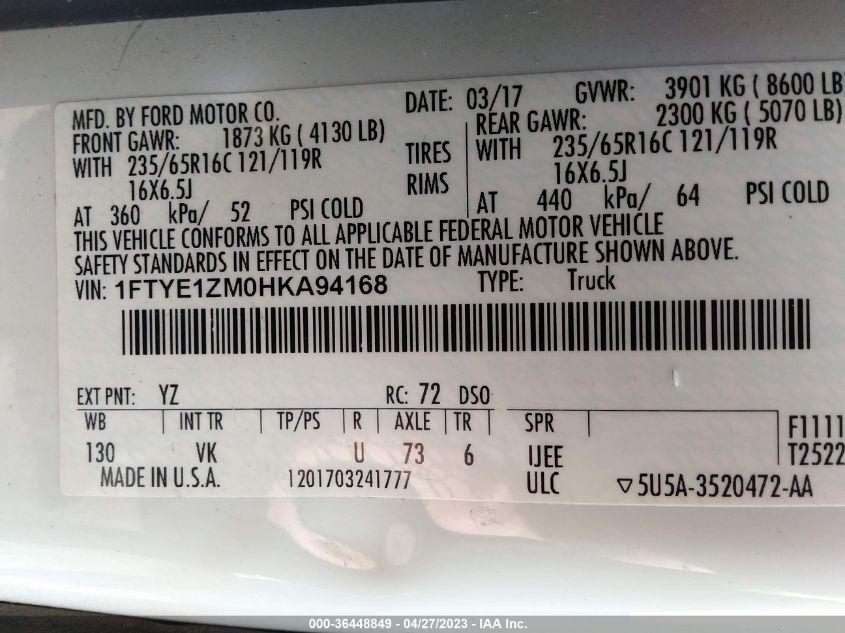 MFD. BY FORD MOTOR CO. DATE: 03/17 GVWR: 3901 KG ( 8600 LB
FRONT GAWR: 1873 KG ( 4130 LB) REAR GAWR: 2300 KG ( 5070 LB)
WITH 235/65R16C 121/119R TIRES WITH 235/65R16C 121/119R
16X6.5J RIMS 16X6.5J
AT 360 kPa/ 52 PSI COLD AT 440 kPa/ 64 PSI COLD
THIS VEHICLE CONFORMS TO ALL APPLICABLE FEDERAL MOTOR VEHICLE
SAFETY STANDARDS IN EFFECT ON THE DATE OF MANUFACTURE SHOWN ABOVE.
VIN: 1FTYE1ZM0HKA94168 TYPE: Truck
EXT PNT: YZ RC: 72 DSO
WB INT TR TP/PS R AXLE TR SPR F1111
130 VK U 73 6 IJEE T2522
MADE IN U.S.A. 1201703241777 ULC ▽5U5A-3520472-AA
000-36448849 - 04/27/2023 - IAA Inc.